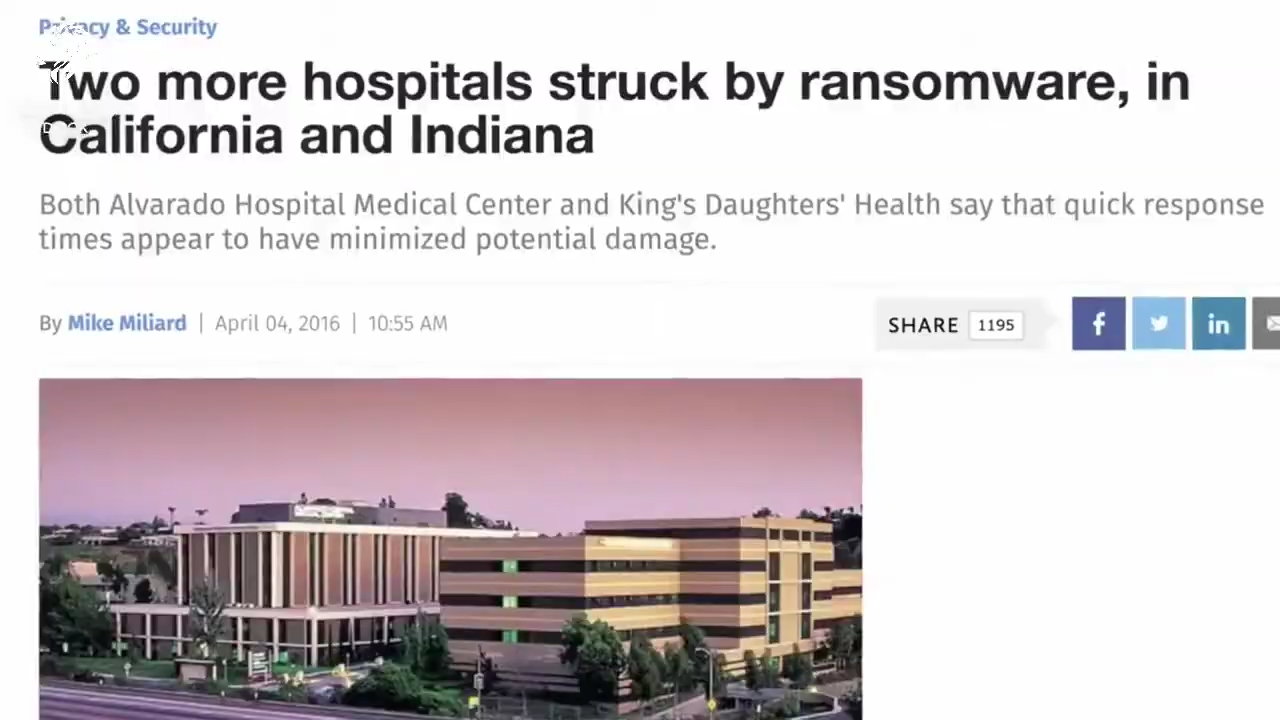 Privacy & Security
Two more hospitals struck by ransomware, in
California and Indiana
Both Alvarado Hospital Medical Center and King's Daughters' Health say that quick response
times appear to have minimized potential damage.
By Mike Miliard | April 04, 2016 | 10:55 AM
SHARE 1195
f
in